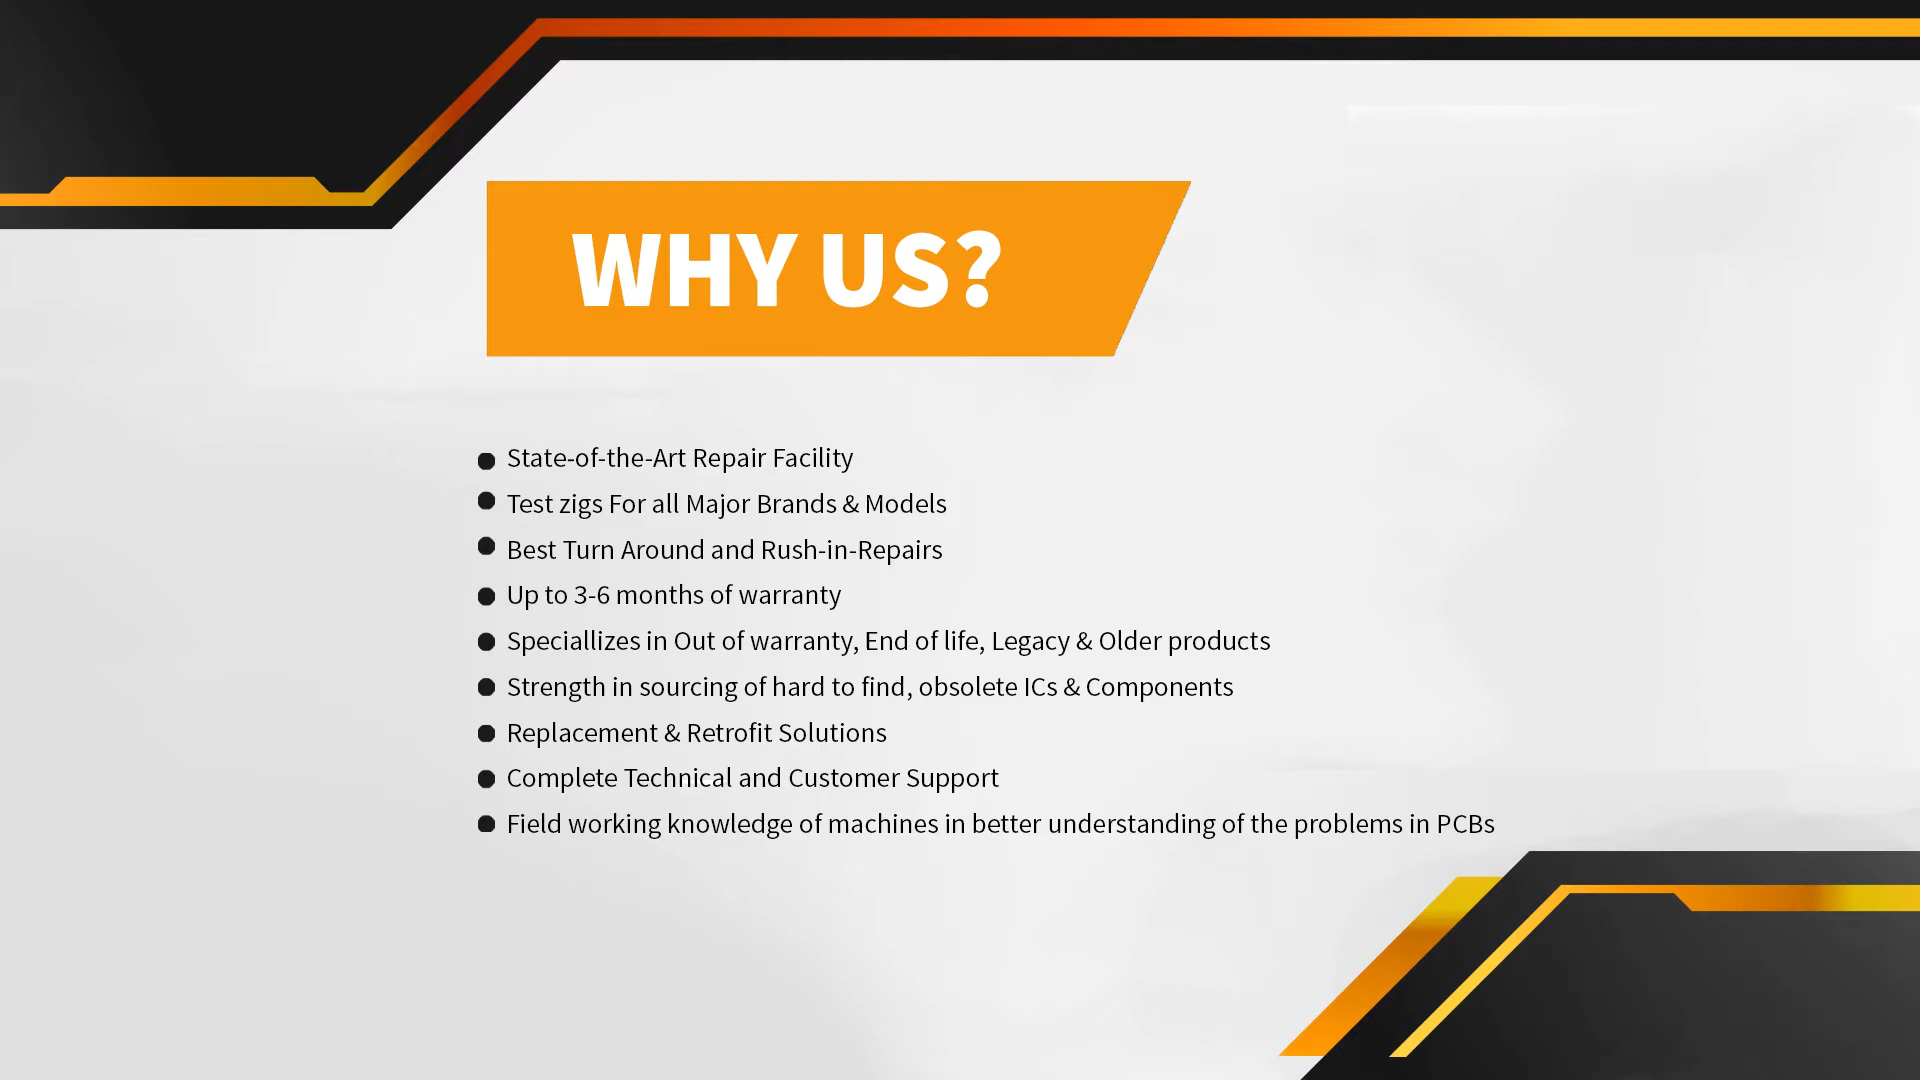 WHY US?
State-of-the-Art Repair Facility
Test zigs For all Major Brands & Models
Best Turn Around and Rush-in-Repairs
Up to 3-6 months of warranty
Speciallizes in Out of warranty, End of life, Legacy & Older products
Strength in sourcing of hard to find, obsolete ICs & Components
Replacement & Retrofit Solutions
Complete Technical and Customer Support
Field working knowledge of machines in better understanding of the problems in PCBs